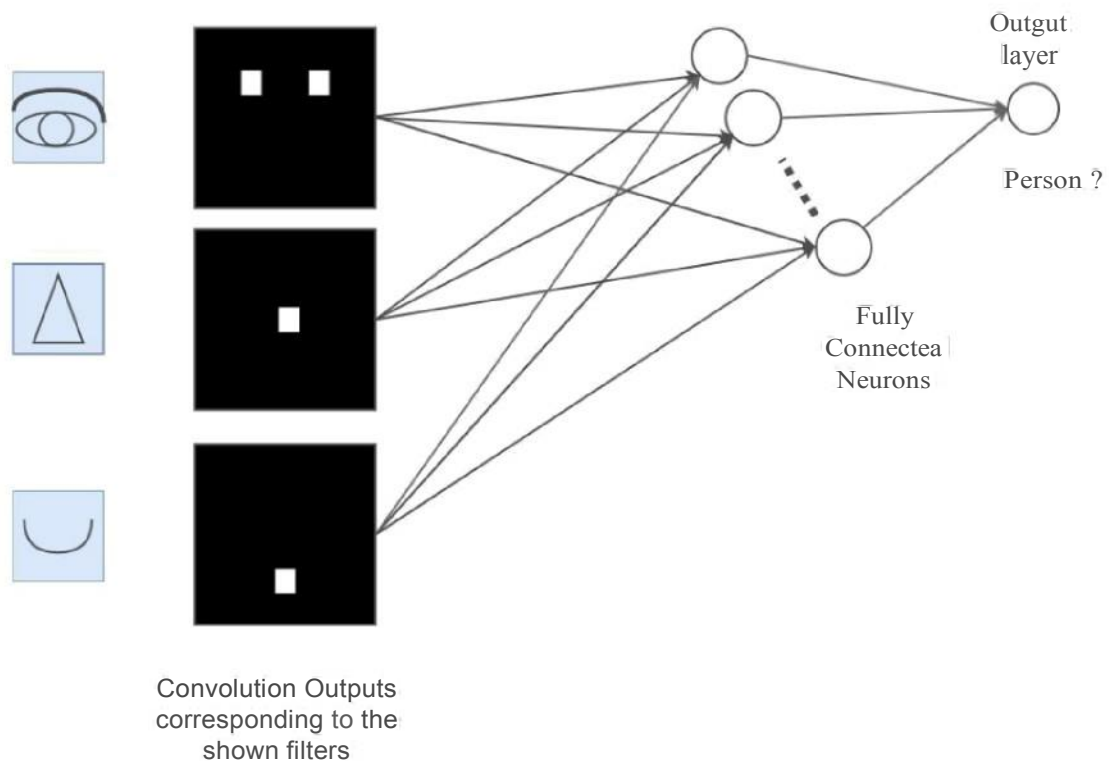 Outgut
layer
Person ?
Fully
Connectea
Neurons
Convolution Outputs
corresponding to the
shown filters